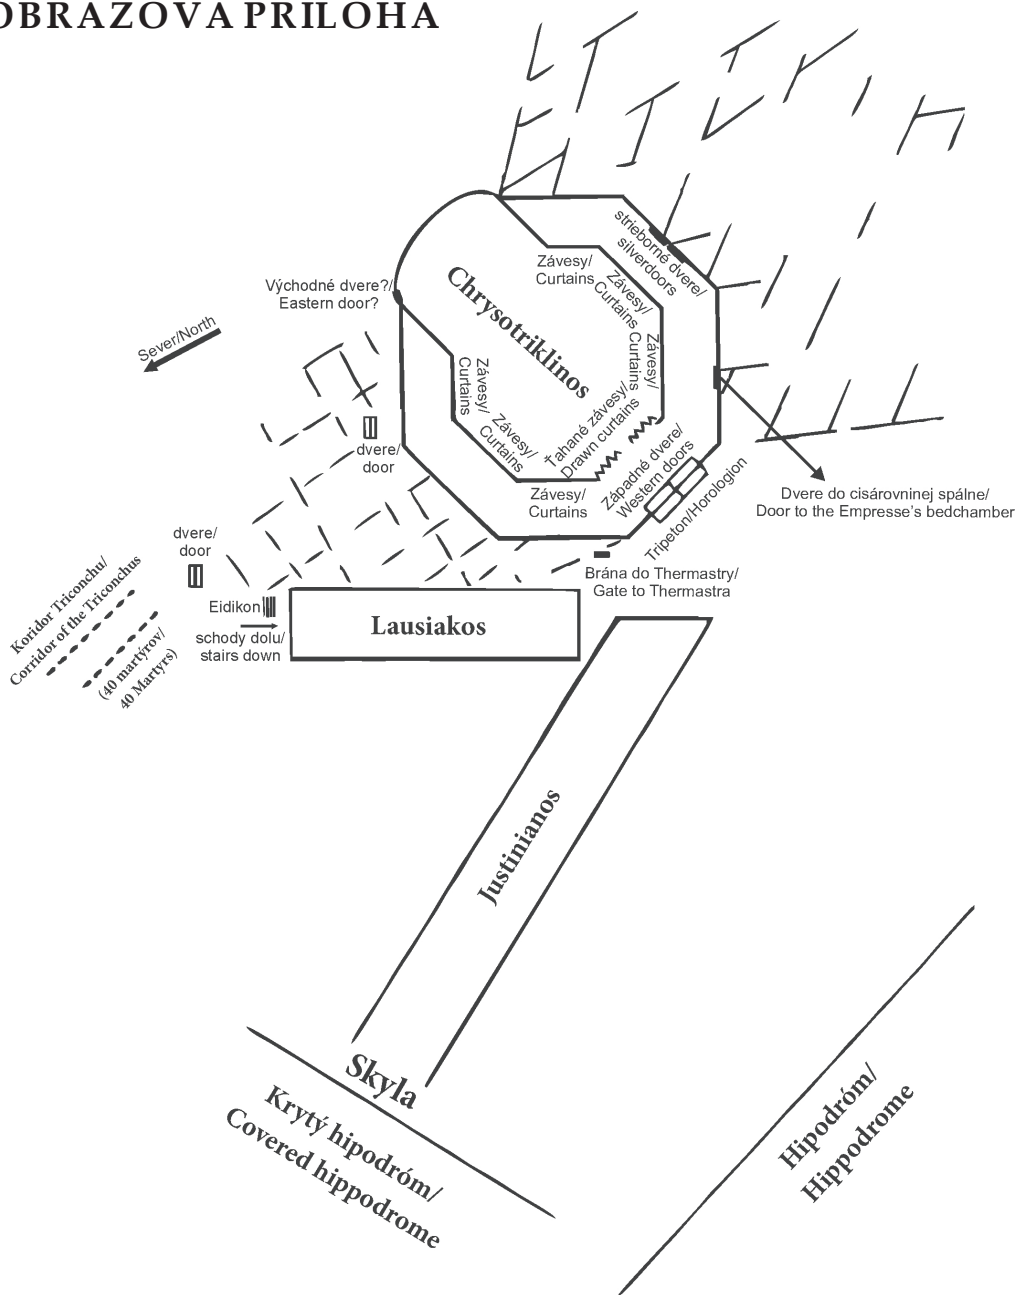 OBRAZOVA PRILOHA
strieborné dvere/
silverdoors
Závesy/
Curtains
Závesy/
Curtains
Chrysotriklinos
Východné dvere?/
Eastern door?
Sever/North
Závesy/
Curtains
Závesy/
Curtains
Ťahané závesy/
Drawn curtains
Závesy/
Curtains
Západné dvere/
Western doors
dvere/
door
Závesy/
Curtains
Tripeton/Horologion
Dvere do cisárovninej spálne/
Door to the Empresse's bedchamber
dvere/
door
Brána do Thermastry/
Gate to Thermastra
Koridor Triconchu/
Corridor of the Triconchus
(40 martýrov/
40 Martyrs)
Eidikon
schody dolu/
stairs down
Lausiakos
Justinianos
Skyla
Krytý hipodróm/
Covered hippodrome
Hipodróm/
Hippodrome